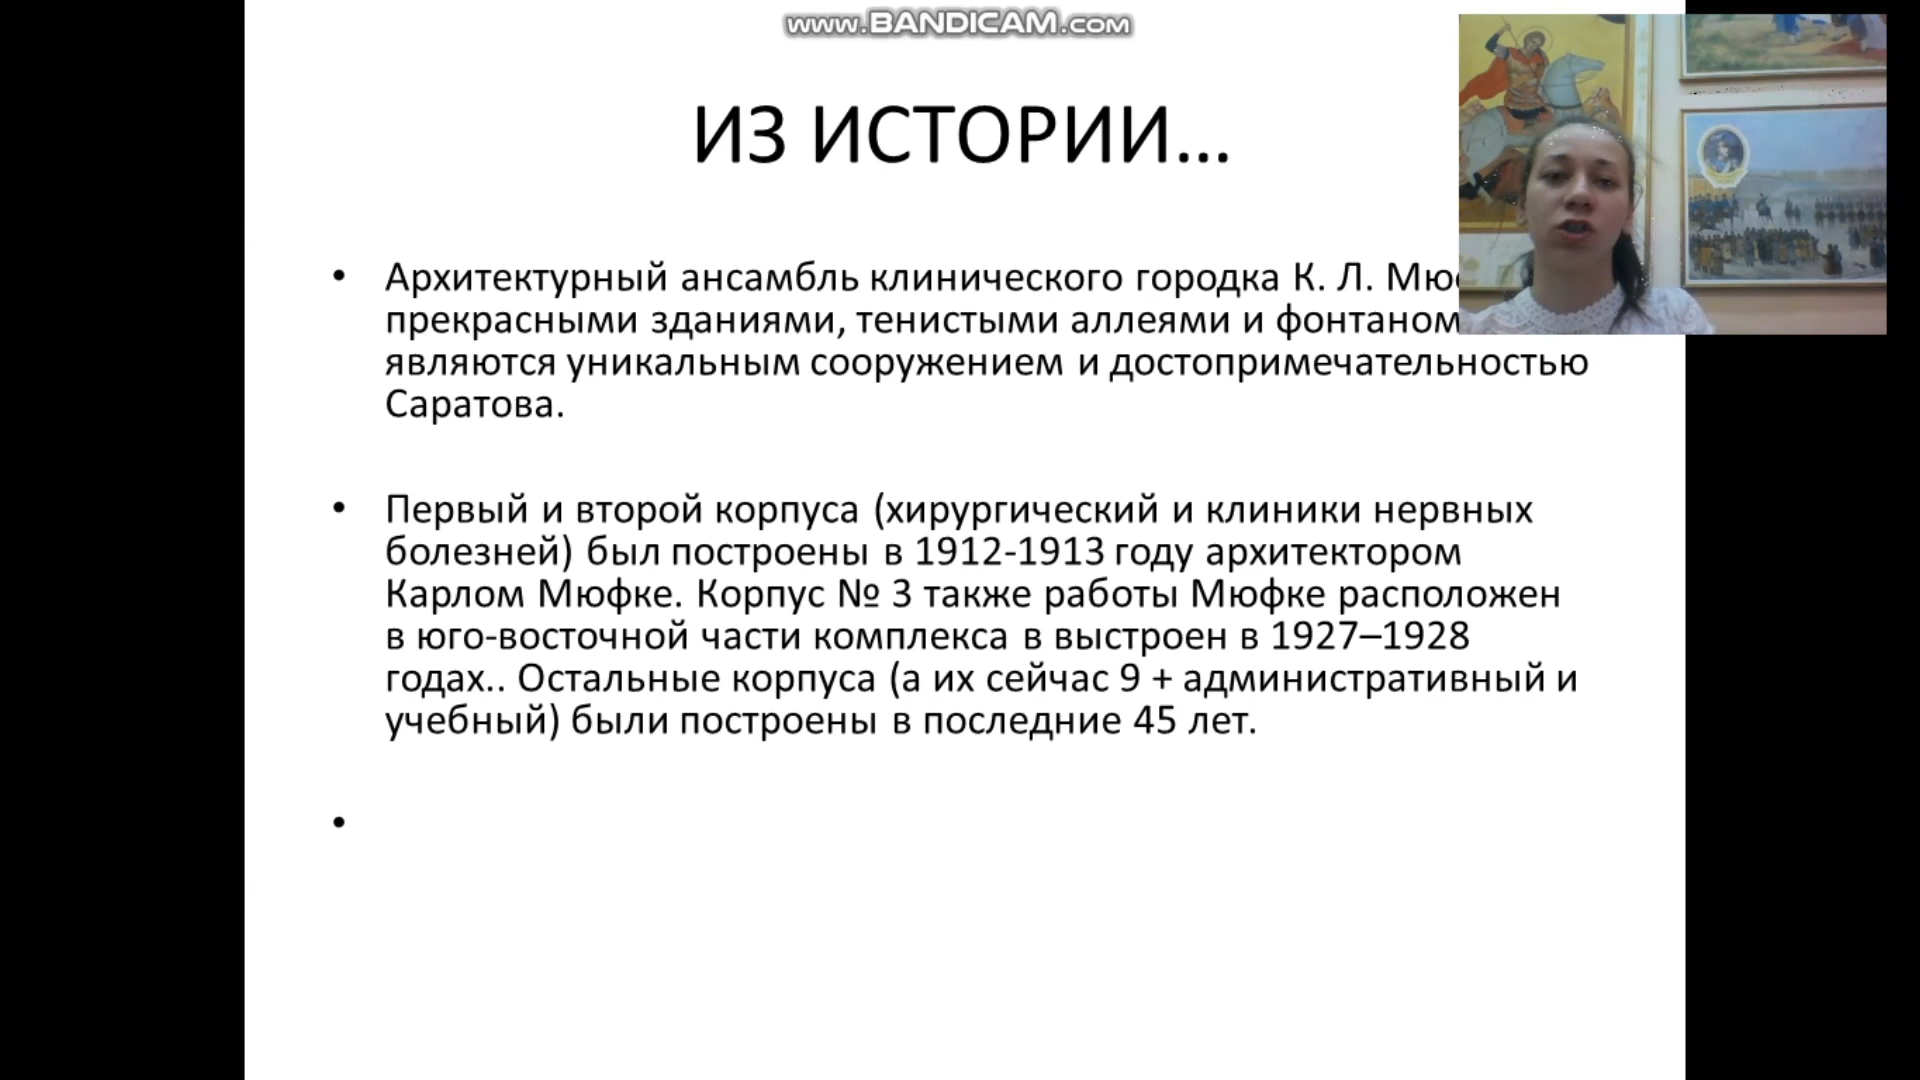 www.BANDICAM.com
ИЗ ИСТОРИИ...
• Архитектурный ансамбль клинического городка К. Л.
прекрасными зданиями, тенистыми аллеями и
являются уникальным сооружением и достопримечательностью
Саратова.
• Первый и второй корпуса (хирургический и клиники нервных
болезней) был построены в 1912-1913 году архитектором
Карлом Мюфке. Корпус № 3 также работы Мюфке расположен
в юго-восточной части комплекса в выстроен в 1927–1928
годах.. Остальные корпуса (а их сейчас 9 + административный и
учебный) были построены в последние 45 лет.
•